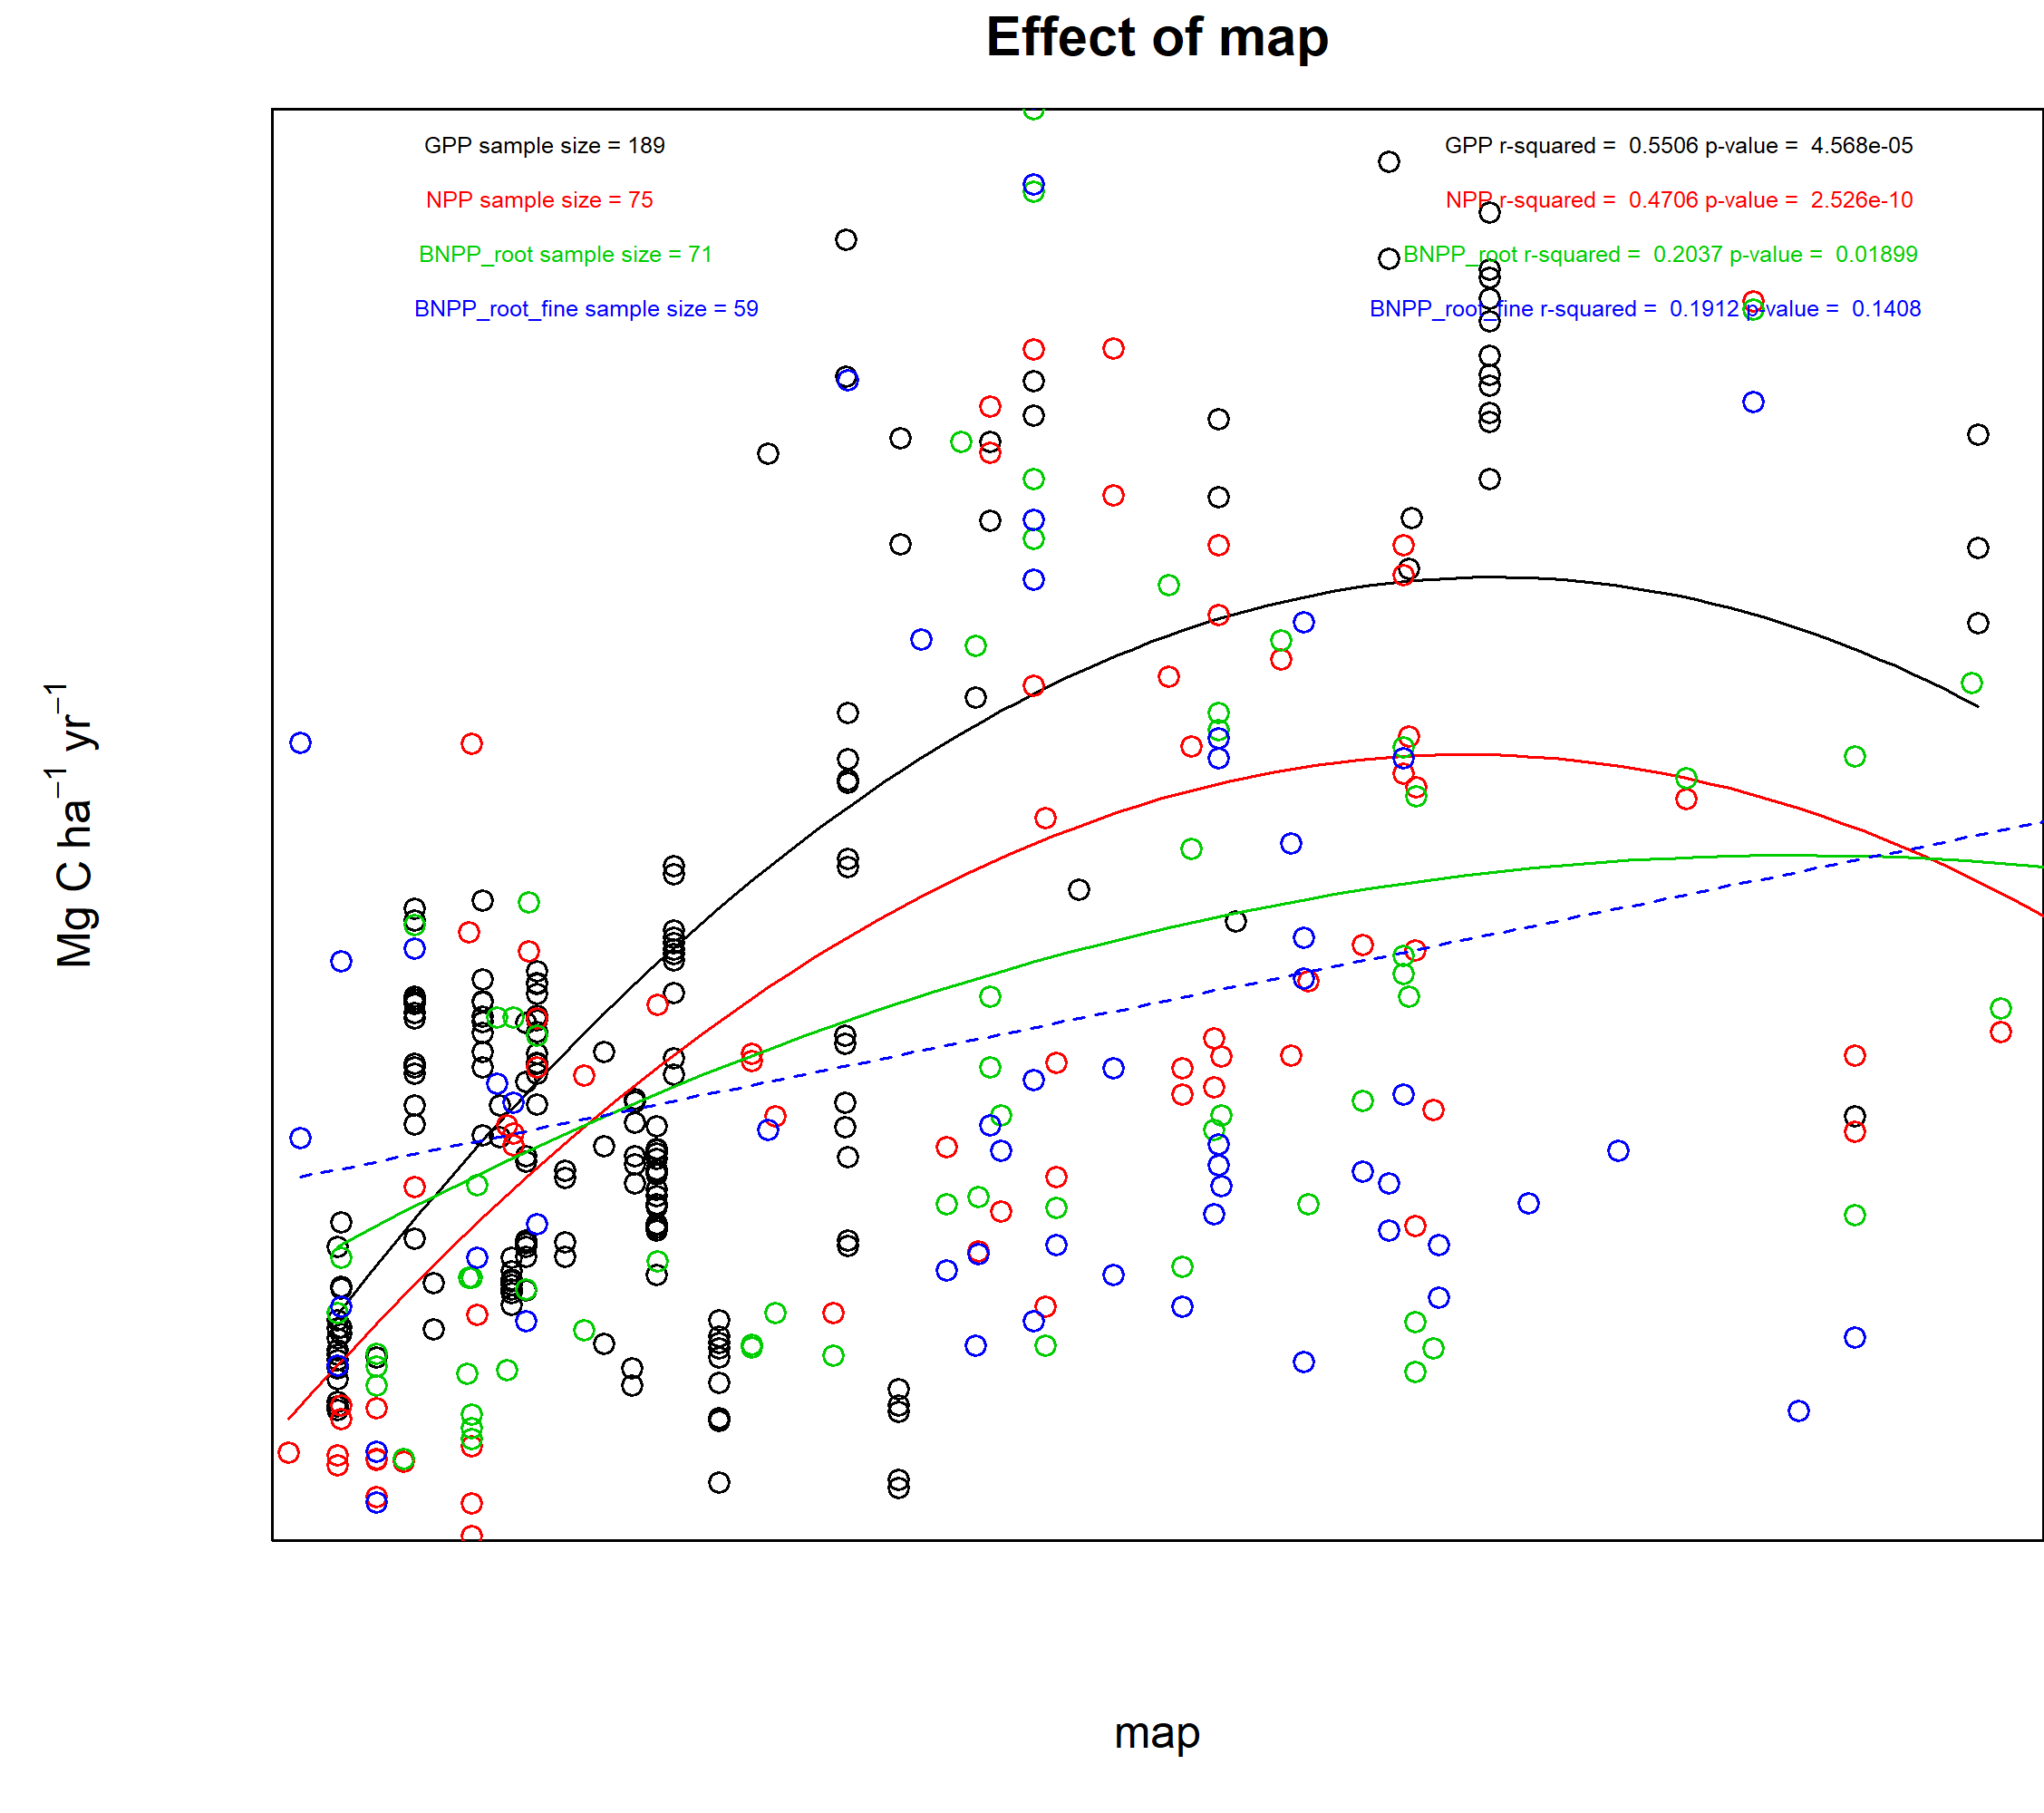 Effect of map
GPP sample size = 189
NPP sample size = 75
BNPP_root sample size = 71
BNPP_root_fine sample size = 59
GPP r-squared = 0.5506 p-value = 4.568e-05
NPP r-squared = 0.4706 p-value = 2.526e-10
BNPP_root r-squared = 0.2037 p-value = 0.01899
BNPP_root_fine r-squared = 0.1912 p-value = 0.1408
Mg C ha⁻¹ yr⁻¹
map